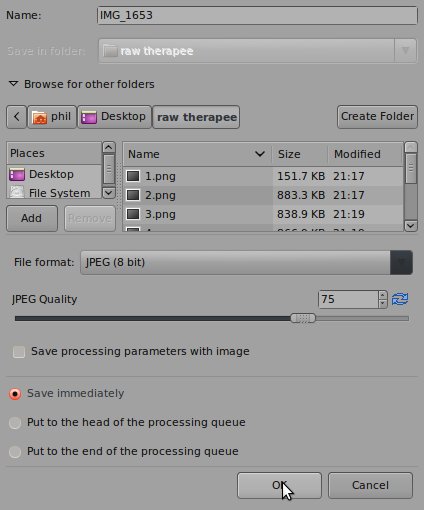 Name: IMG_1653
Save in folder: raw therapee
Browse for other folders
phil Desktop raw therapee Create Folder
Places Name Size Modified
Desktop 1.png 151.7 KB 21:17
File System 2.png 883.3 KB 21:17
3.png 838.9 KB 21:19
Add Remove
File format: JPEG (8 bit)
JPEG Quality 75
Save processing parameters with image
Save immediately
Put to the head of the processing queue
Put to the end of the processing queue
OK Cancel